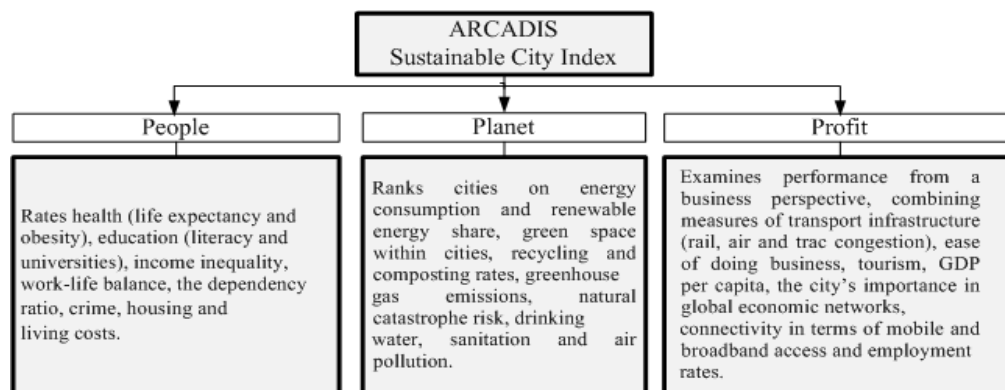 ARCADIS
Sustainable City Index
People
Planet
Profit
Rates health (life expectancy and
obesity), education (literacy and
universities), income inequality,
work-life balance, the dependency
ratio, crime, housing and
living costs.
Ranks cities on energy
consumption and renewable
energy share, green space
within cities, recycling and
composting rates, greenhouse
gas emissions, natural
catastrophe risk, drinking
water, sanitation and air
pollution.
Examines performance from a
business perspective, combining
measures of transport infrastructure
(rail, air and trac congestion), ease
of doing business, tourism, GDP
per capita, the city's importance in
global economic networks,
connectivity in terms of mobile and
broadband access and employment
rates.